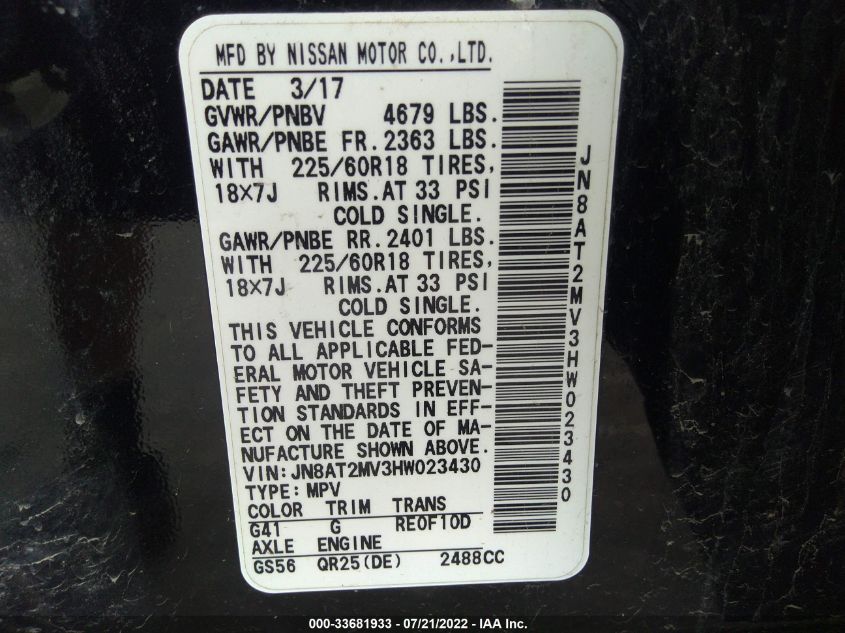 MFD BY NISSAN MOTOR CO.,LTD.
DATE 3/17
GVWR/PNBV 4679 LBS.
GAWR/PNBE FR.2363 LBS.
WITH 225/60R18 TIRES,
18×7J RIMS.AT 33 PSI
COLD SINGLE.
GAWR/PNBE RR.2401 LBS.
WITH 225/60R18 TIRES,
18×7J RIMS.AT 33 PSI
COLD SINGLE.
THIS VEHICLE CONFORMS
TO ALL APPLICABLE FED-
ERAL MOTOR VEHICLE SA-
FETY AND THEFT PREVEN-
TION STANDARDS IN EFF-
ECT ON THE DATE OF MA-
NUFACTURE SHOWN ABOVE.
VIN:JN8AT2MV3HW023430
TYPE:MPV
COLOR TRIM TRANS
G41 G RE0F10D
AXLE ENGINE
GS56 QR25(DE) 2488CC
JN8AT2MV3HW023430
000-33681933 - 07/21/2022 - IAA Inc.